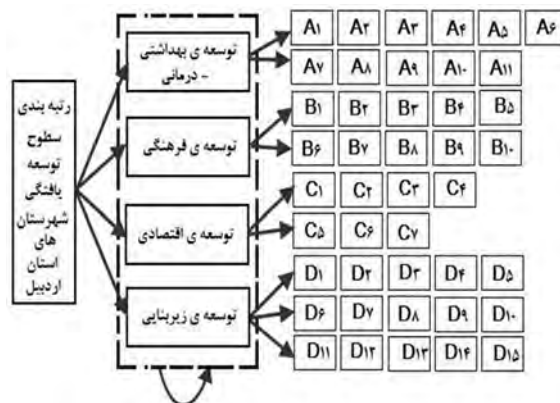 رتبه بندی
سطوح
توسعه
یافتگی
شهرستان
های
استان
اردبیل
توسعه ی بهداشتی
- درمانی
توسعه ی فرهنگی
توسعه ی اقتصادی
توسعه ی زیربنایی
A۱ A۲ A۳ A۴ A۵ A۶
A۷ A۸ A۹ A۱۰ A۱۱
B۱ B۲ B۳ B۴ B۵
B۶ B۷ B۸ B۹ B۱۰
C۱ C۲ C۳ C۴
C۵ C۶ C۷
D۱ D۲ D۳ D۴ D۵
D۶ D۷ D۸ D۹ D۱۰
D۱۱ D۱۲ D۱۳ D۱۴ D۱۵